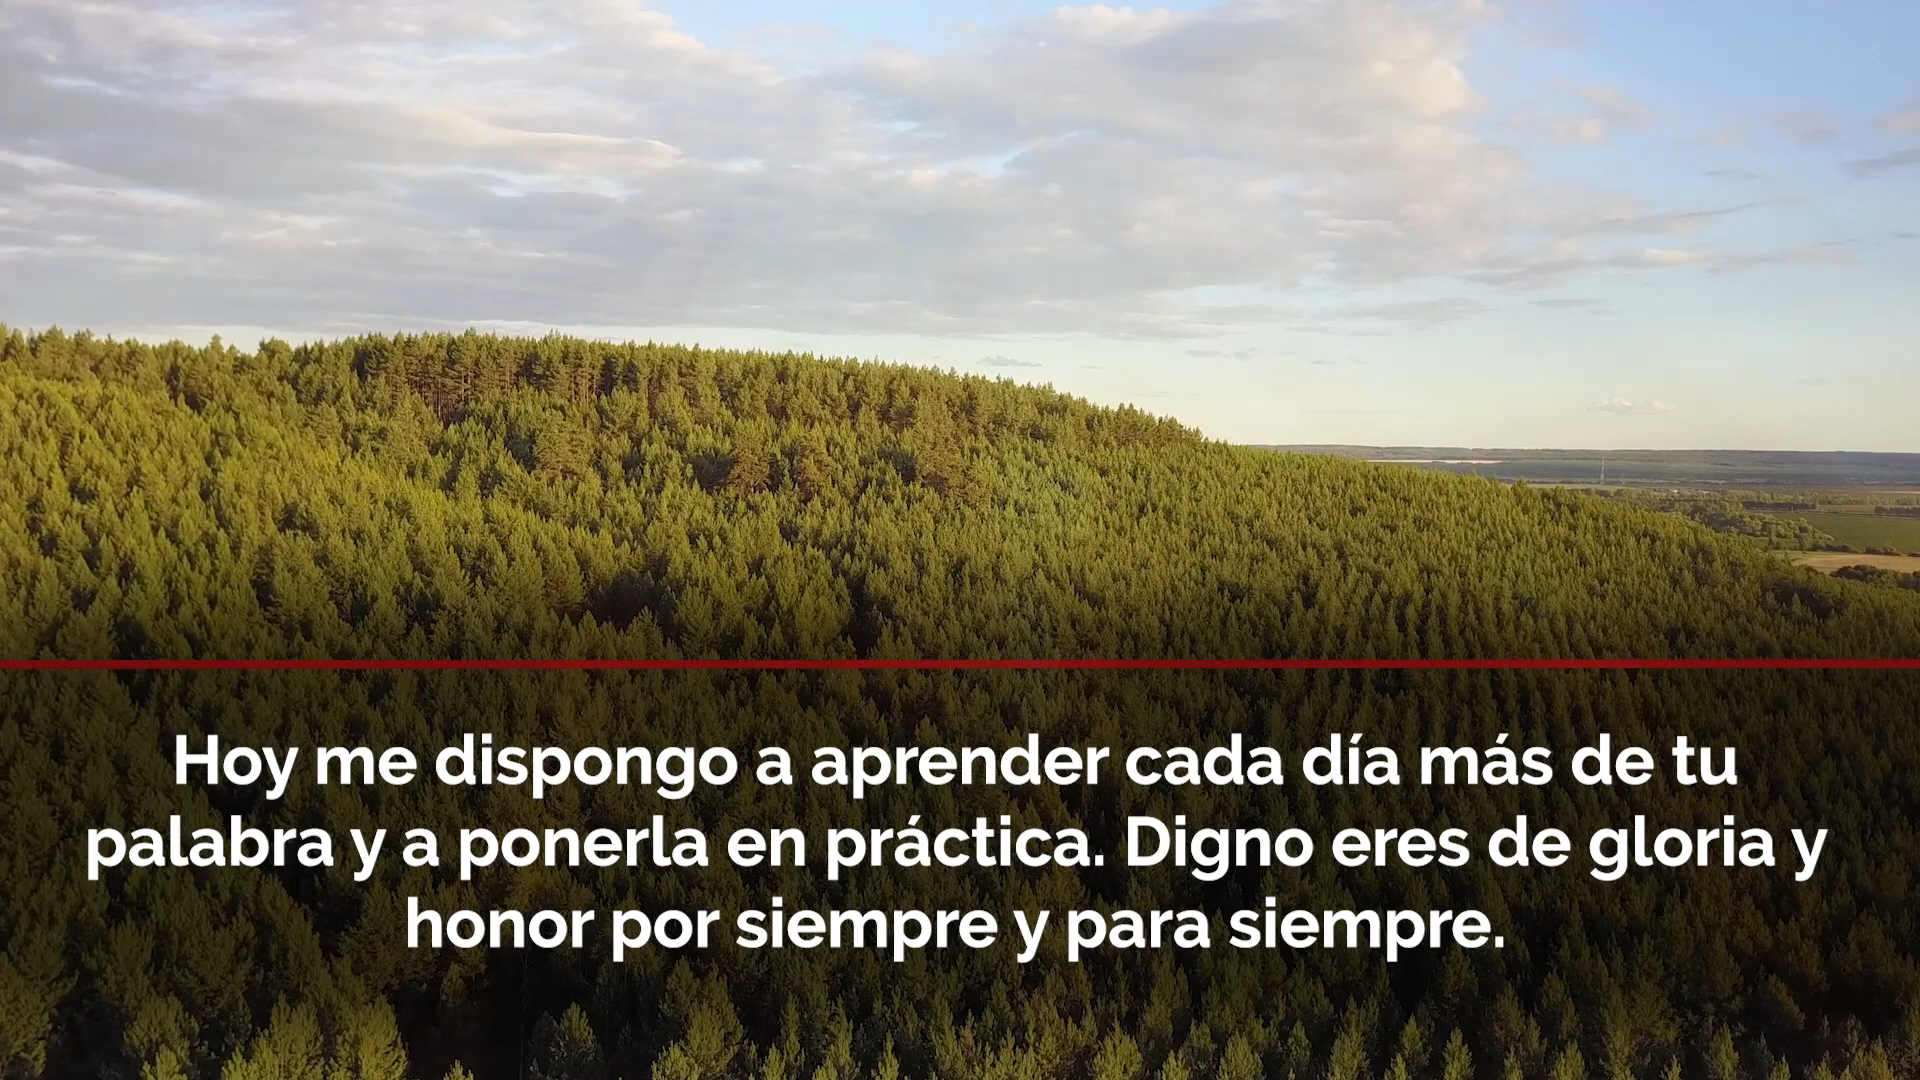 Hoy me dispongo a aprender cada día más de tu
palabra y a ponerla en práctica. Digno eres de gloria y
honor por siempre y para siempre.